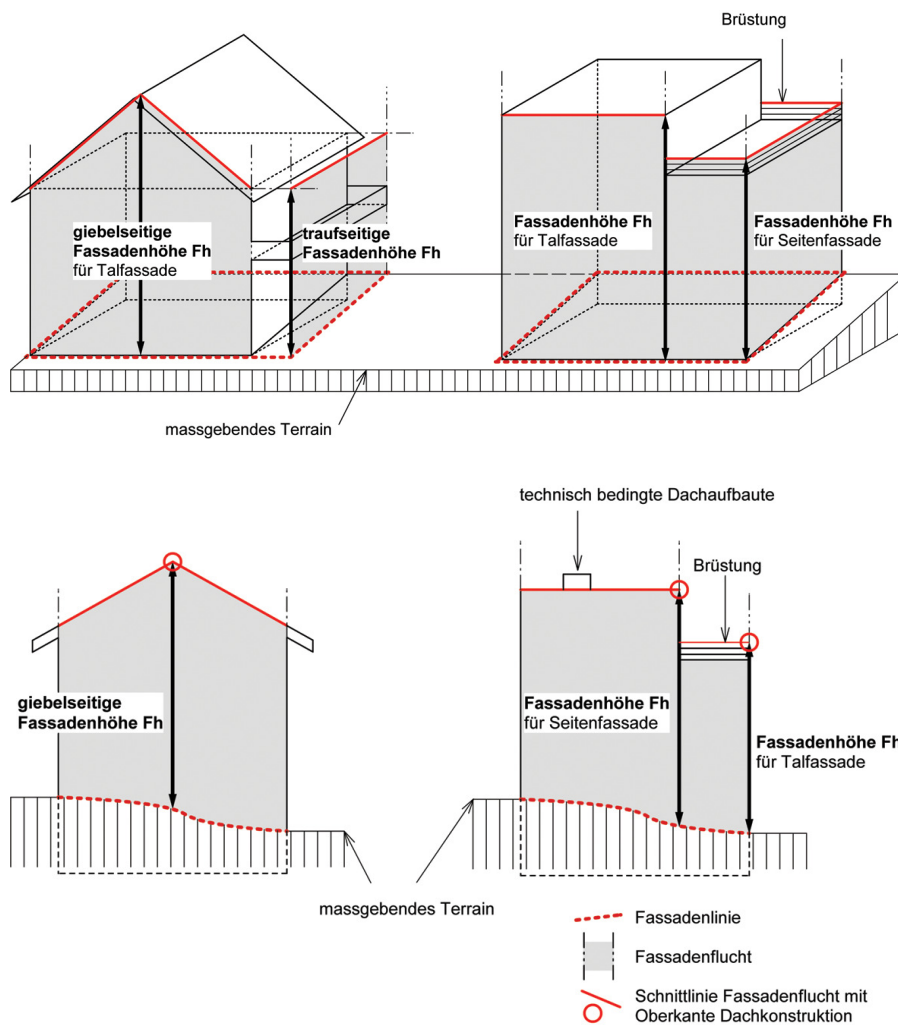 Brüstung
giebelseitige
Fassadenhöhe Fh
für Talfassade
traufseitige
Fassadenhöhe Fh
Fassadenhöhe Fh
für Talfassade
Fassadenhöhe Fh
für Seitenfassade
massgebendes Terrain
technisch bedingte Dachaufbaute
Brüstung
giebelseitige
Fassadenhöhe Fh
Fassadenhöhe Fh
für Seitenfassade
Fassadenhöhe Fh
für Talfassade
massgebendes Terrain
Fassadenlinie
Fassadenflucht
Schnittlinie Fassadenflucht mit
Oberkante Dachkonstruktion